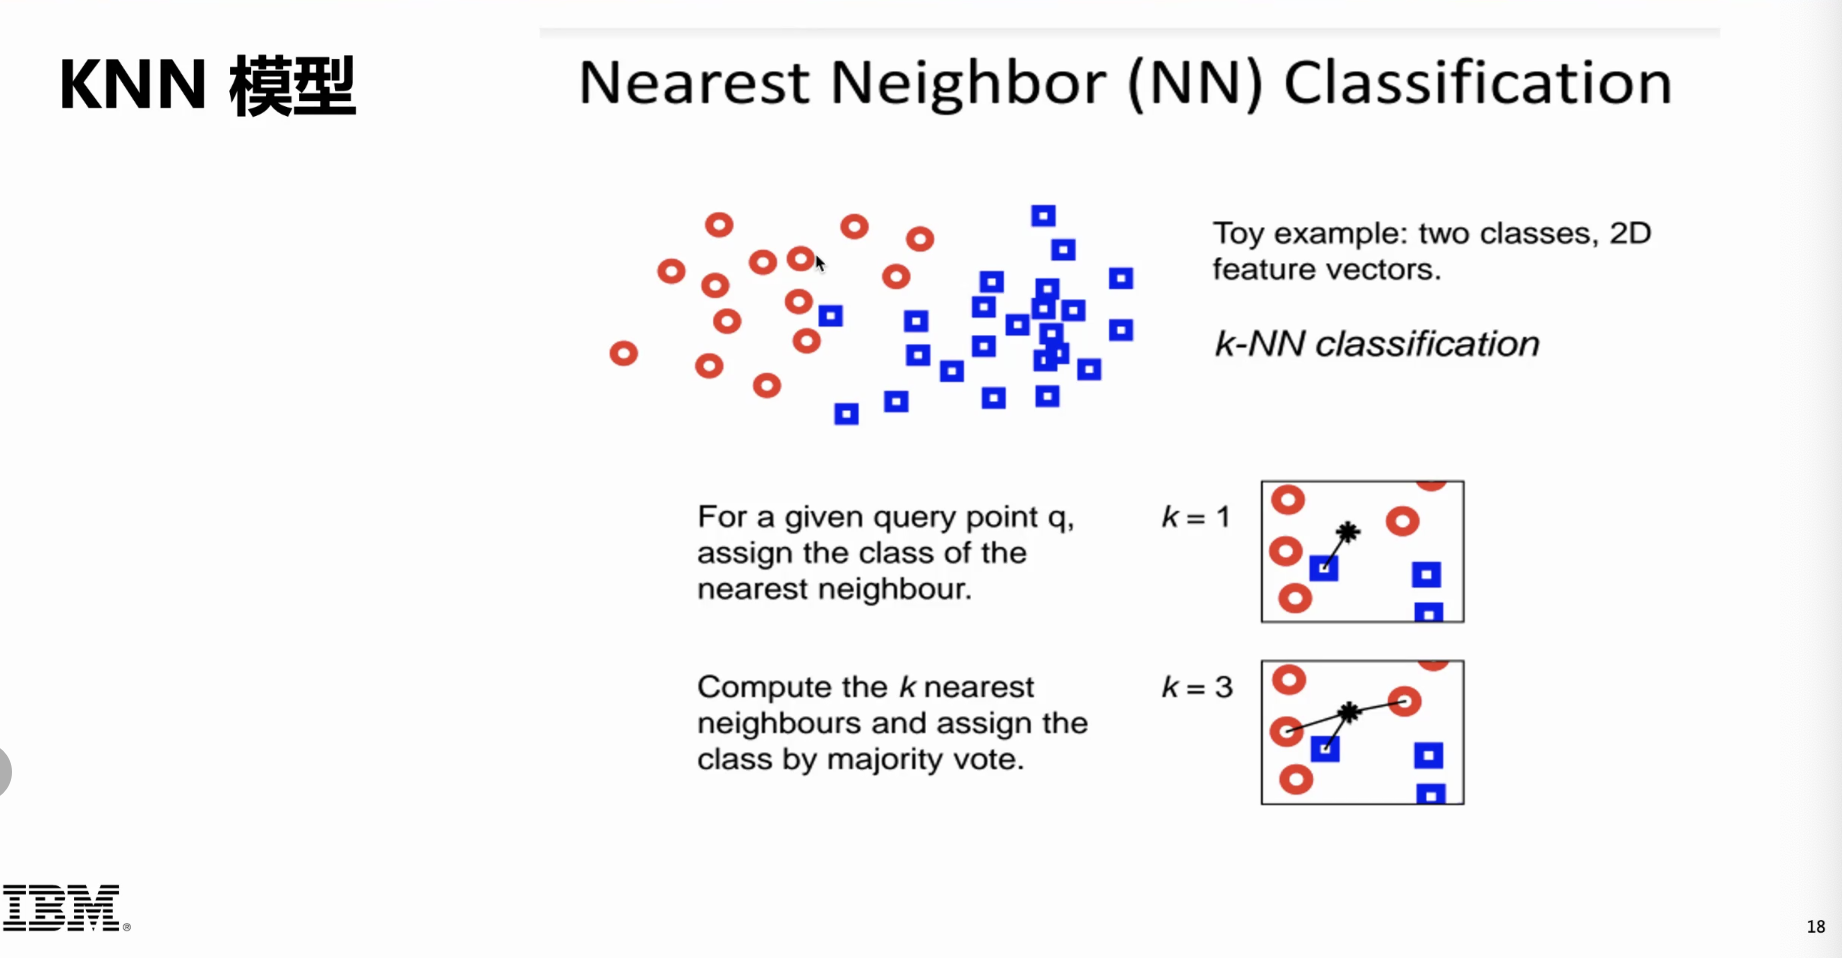 KNN 模型
Nearest Neighbor (NN) Classification
Toy example: two classes, 2D
feature vectors.
k-NN classification
For a given query point q,
assign the class of the
nearest neighbour.
k = 1
Compute the k nearest
neighbours and assign the
class by majority vote.
k = 3
IBM®
18